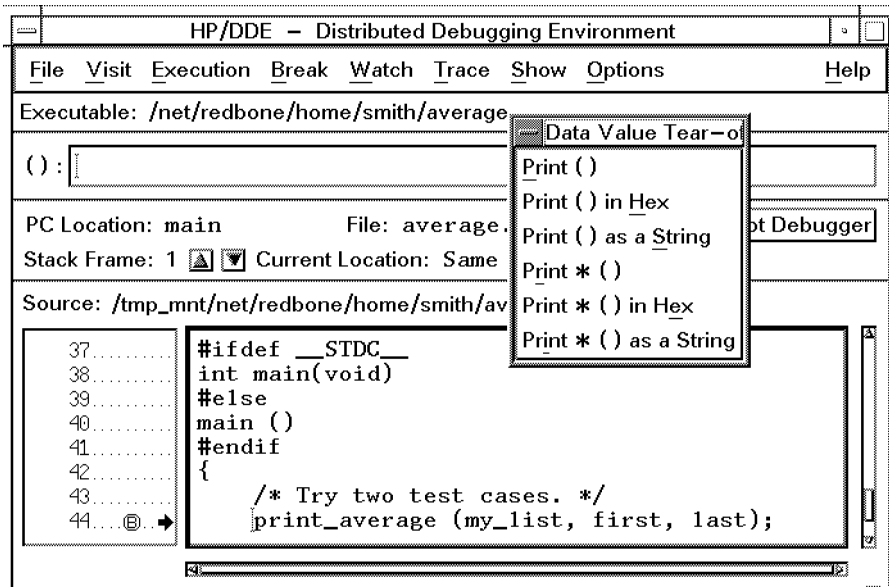 HP/DDE – Distributed Debugging Environment
File Visit Execution Break Watch Trace Show Options Help
Executable: /net/redbone/home/smith/average
Data Value Tear-of
Print ( )
Print ( ) in Hex
Print ( ) as a String
Print * ( )
Print * ( ) in Hex
Print * ( ) as a String
( ) :
PC Location: main File: average. pt Debugger
Stack Frame: 1 Current Location: Same
Source: /tmp_mnt/net/redbone/home/smith/av
37.......... #ifdef __STDC__
38.......... int main(void)
39.......... #else
40.......... main ()
41.......... #endif
42.......... {
43.......... /* Try two test cases. */
44....B.. print_average (my_list, first, last);